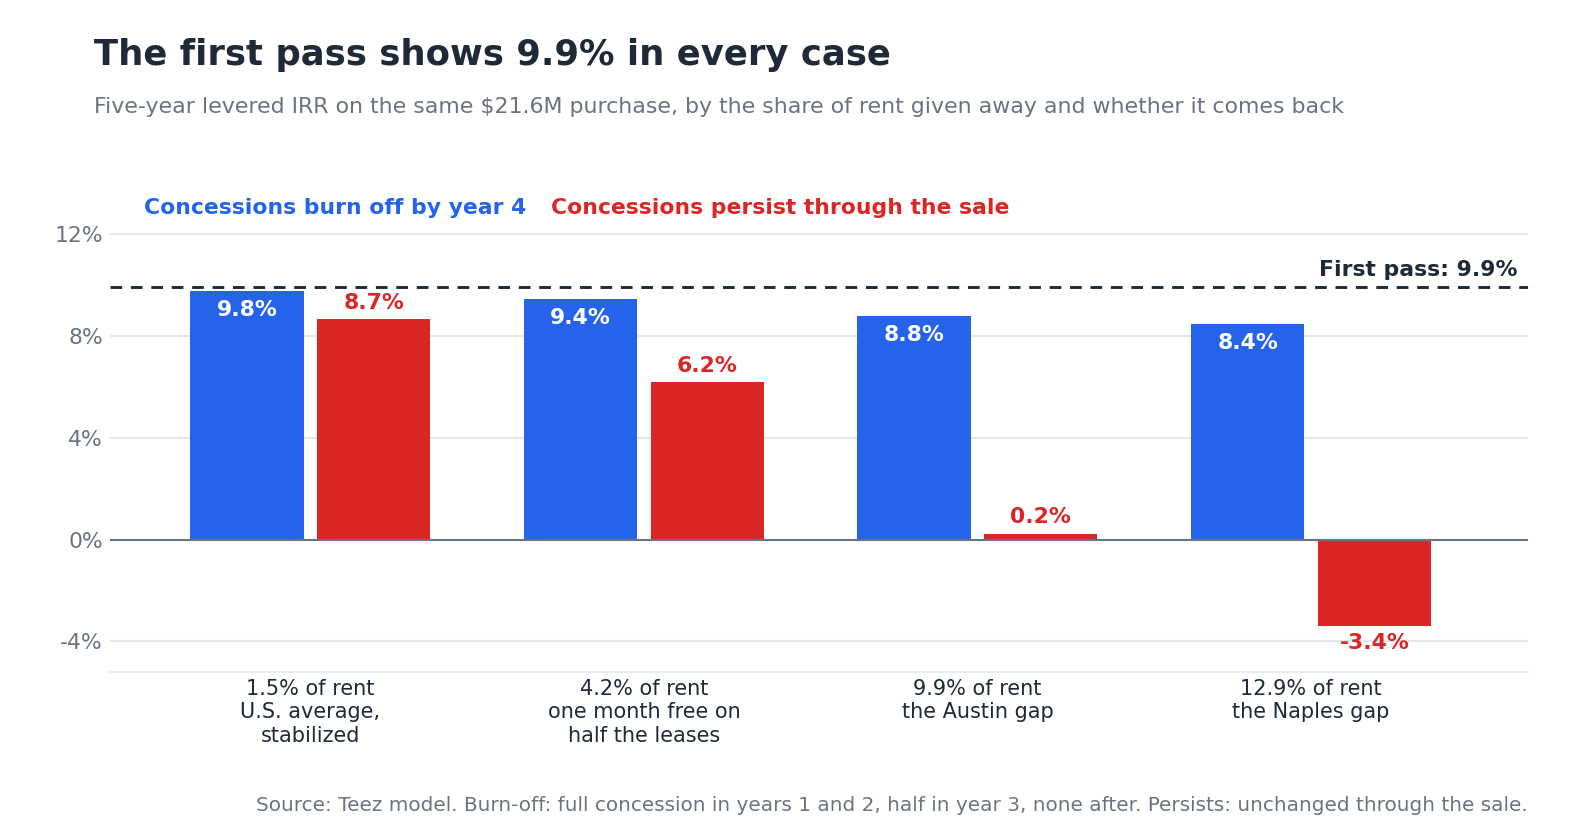 The first pass shows 9.9% in every case
Five-year levered IRR on the same $21.6M purchase, by the share of rent given away and whether it comes back
Concessions burn off by year 4
Concessions persist through the sale
12%
First pass: 9.9%
9.8%
8.7%
9.4%
8.8%
8.4%
8%
6.2%
4%
0.2%
0%
-4%
-3.4%
1.5% of rent
U.S. average,
stabilized
4.2% of rent
one month free on
half the leases
9.9% of rent
the Austin gap
12.9% of rent
the Naples gap
Source: Teez model. Burn-off: full concession in years 1 and 2, half in year 3, none after. Persists: unchanged through the sale.